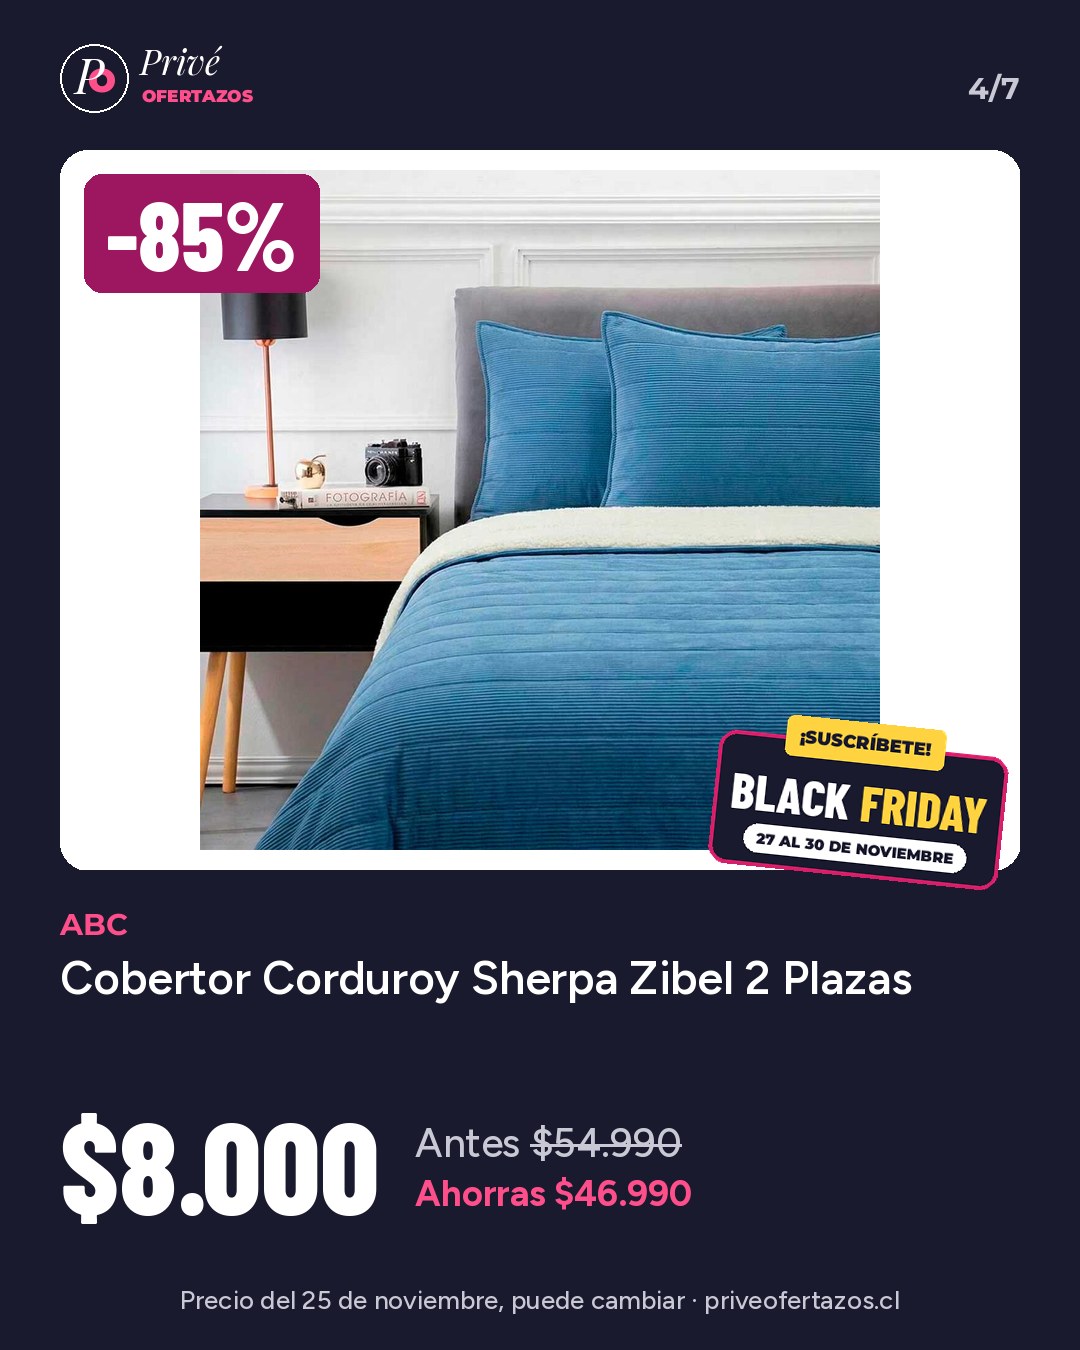 Privé
OFERTAZOS
4/7
-85%
FOTOGRAFÍA
¡SUSCRÍBETE!
BLACK FRIDAY
27 AL 30 DE NOVIEMBRE
ABC
Cobertor Corduroy Sherpa Zibel 2 Plazas
$8.000
Antes $54.990
Ahorras $46.990
Precio del 25 de noviembre, puede cambiar · priveofertazos.cl